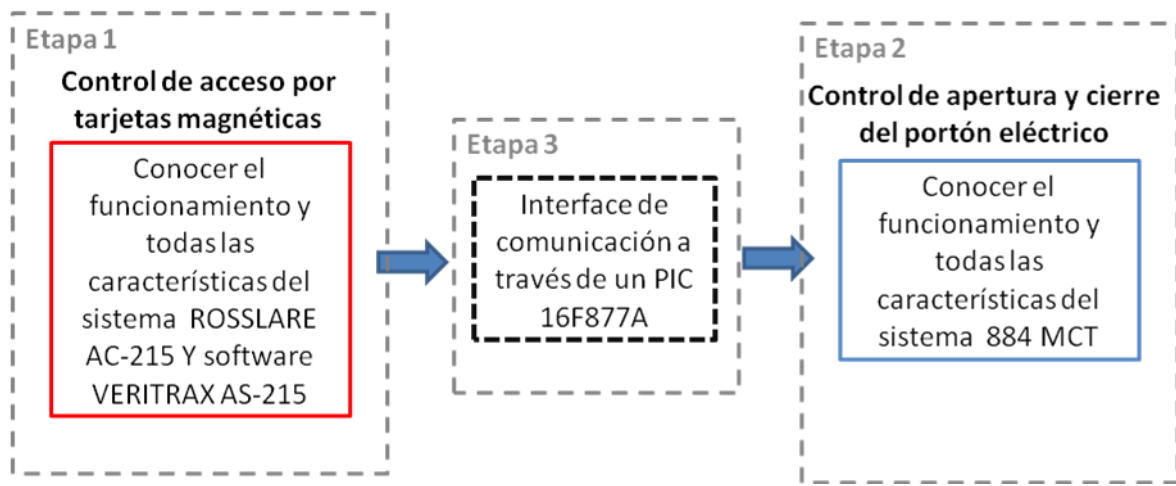 Etapa 1
Control de acceso por
tarjetas magnéticas
Conocer el
funcionamiento y
todas las
características del
sistema ROSSLARE
AC-215 Y software
VERITRAX AS-215
Etapa 3
Interface de
comunicación a
través de un PIC
16F877A
Etapa 2
Control de apertura y cierre
del portón eléctrico
Conocer el
funcionamiento y
todas las
características del
sistema 884 MCT